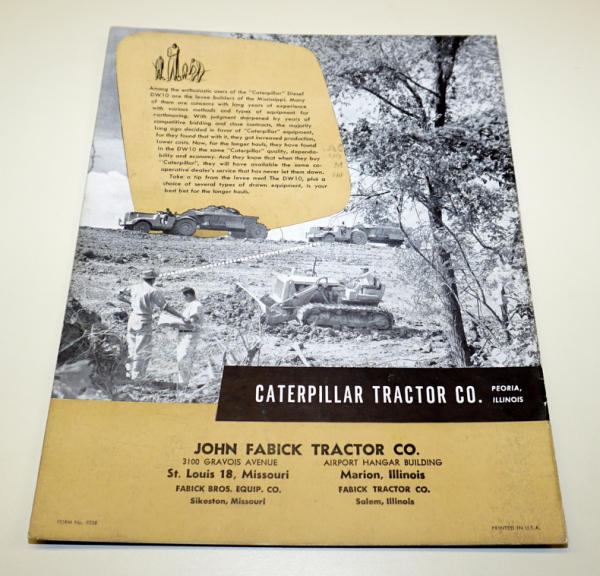 Among the enthusiastic users of the "Caterpillar" Diesel
DW10 are the levee builders of the Mississippi. Many
of them are concerns with long years of experience
with various methods and types of equipment for
earthmoving. With judgment sharpened by years of
competitive bidding and close contracts, the majority
long ago decided in favor of "Caterpillar" equipment,
for they found that with it, they got increased production,
lower costs. Now, for the longer hauls, they have found
in the DW10 the same "Caterpillar" quality, dependa-
bility and economy. And they know that when they buy
"Caterpillar", they will have available the same co-
operative dealer's service that has never let them down.
Take a tip from the levee men! The DW10, plus a
choice of several types of drawn equipment, is your
best bet for the longer hauls.
CATERPILLAR TRACTOR CO. PEORIA,
ILLINOIS
JOHN FABICK TRACTOR CO.
3100 GRAVOIS AVENUE AIRPORT HANGAR BUILDING
St. Louis 18, Missouri Marion, Illinois
FABICK BROS. EQUIP. CO. FABICK TRACTOR CO.
Sikeston, Missouri Salem, Illinois
FORM No. PRINTED IN U.S.A.